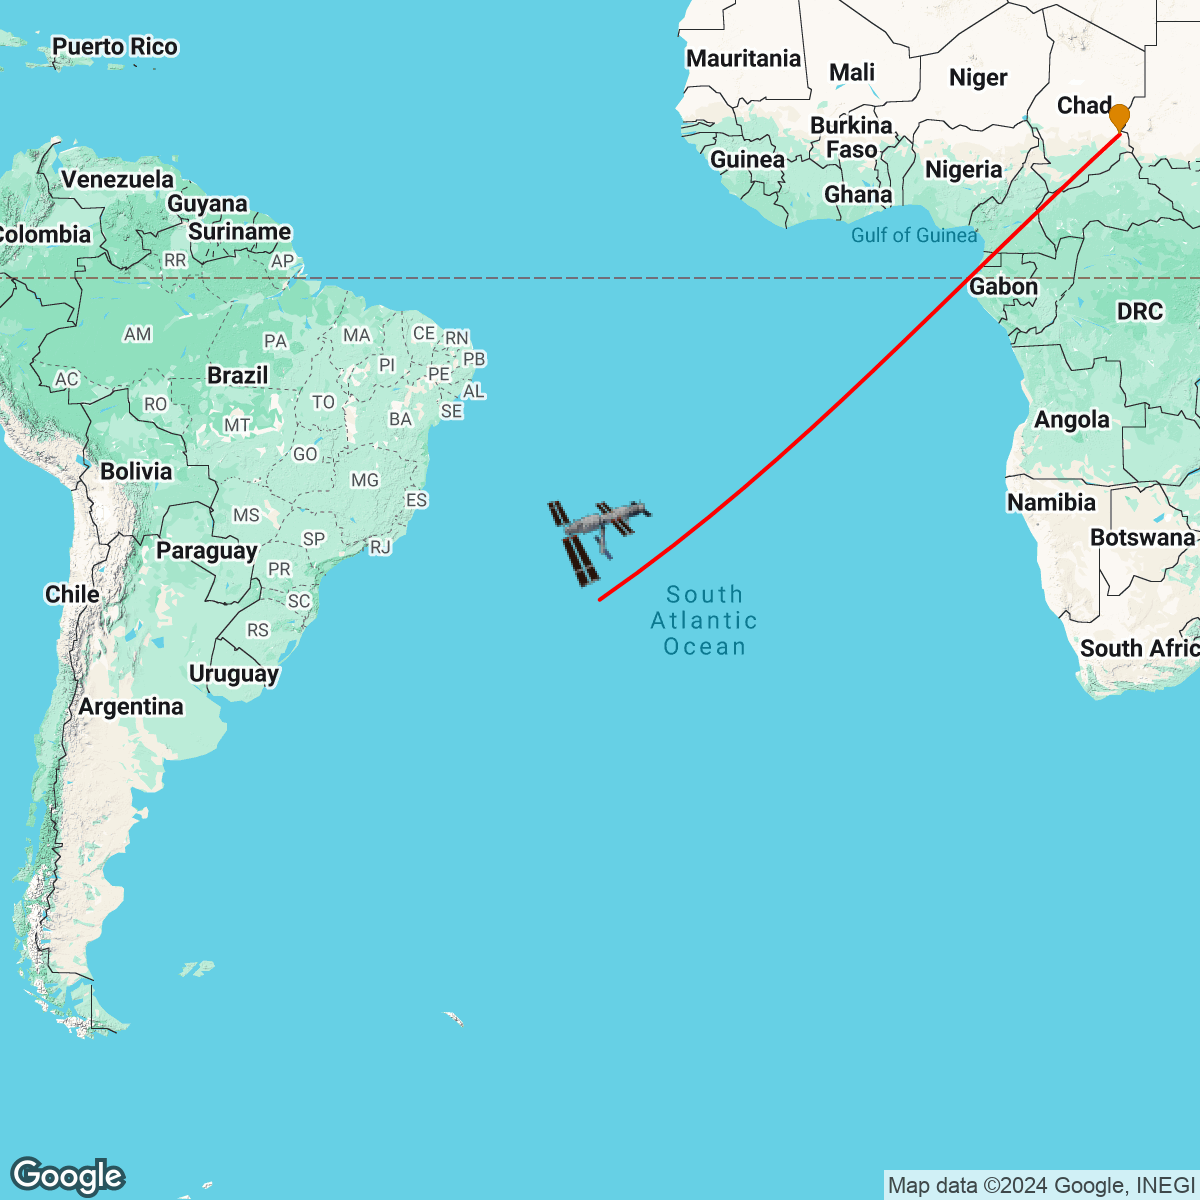 Puerto Rico
Mauritania
Mali
Niger
Chad
Burkina
Faso
Guinea
Nigeria
Ghana
Venezuela
Guyana
Colombia
Suriname
Gulf of Guinea
RR
AP
Gabon
DRC
AM
PA
MA
CE
RN
PI
PB
PE
AC
Brazil
AL
RO
TO
SE
MT
BA
Angola
GO
Bolivia
MG
ES
Namibia
MS
SP
RJ
Botswana
Paraguay
PR
Chile
SC
South
Atlantic
Ocean
RS
South Afric
Uruguay
Argentina
Google
Map data ©2024 Google, INEGI